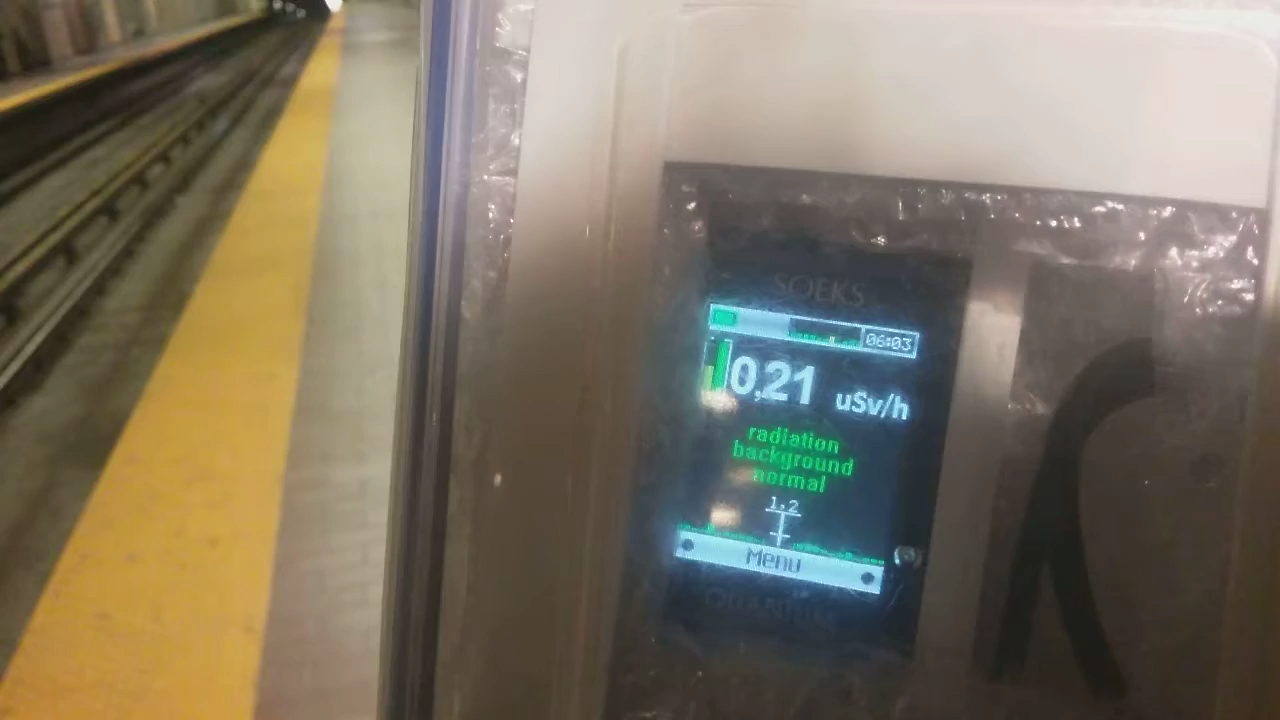 SOEKS
06:03
0,21 uSv/h
radiation
background
normal
1,2
Menu